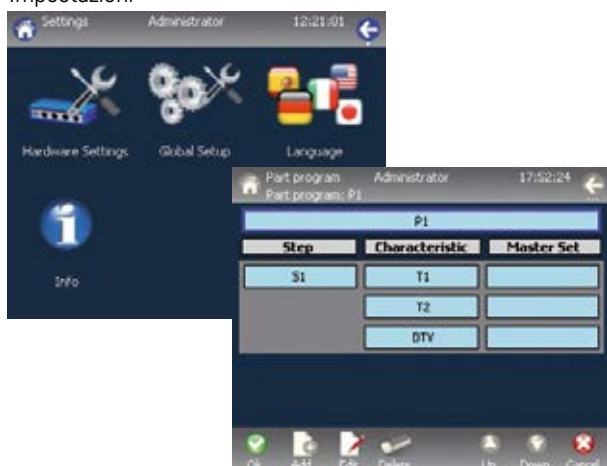 Impostazioni
Settings Administrator 12:21:01
Hardware Settings Global Setup Language
Info
Part program Administrator 17:52:24
Part program: P1
P1
Step Characteristic Master Set
S1 T1
T2
DTV
Ok Add Edit Delete Up Down Cancel